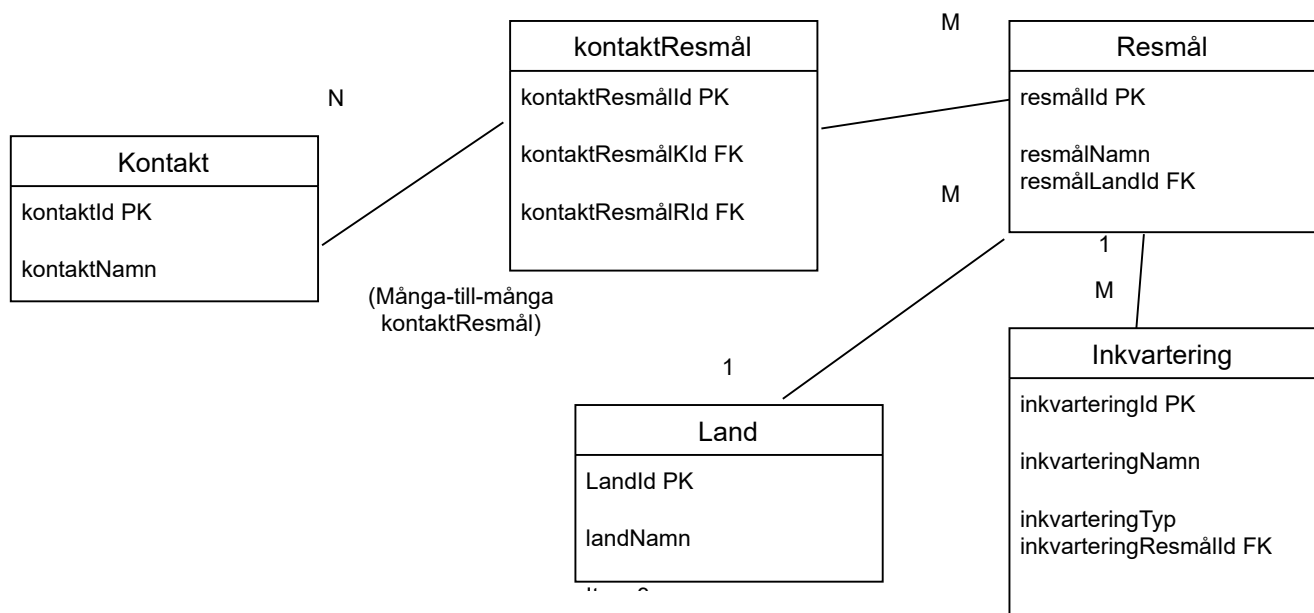 M
kontaktResmål
Resmål
N
kontaktResmålId PK
kontaktResmålKId FK
kontaktResmålRId FK
resmålId PK
resmålNamn
resmålLandId FK
Kontakt
kontaktId PK
kontaktNamn
M
1
(Många-till-många
kontaktResmål)
M
1
Inkvartering
inkvarteringId PK
inkvarteringNamn
inkvarteringTyp
inkvarteringResmålId FK
Land
LandId PK
landNamn